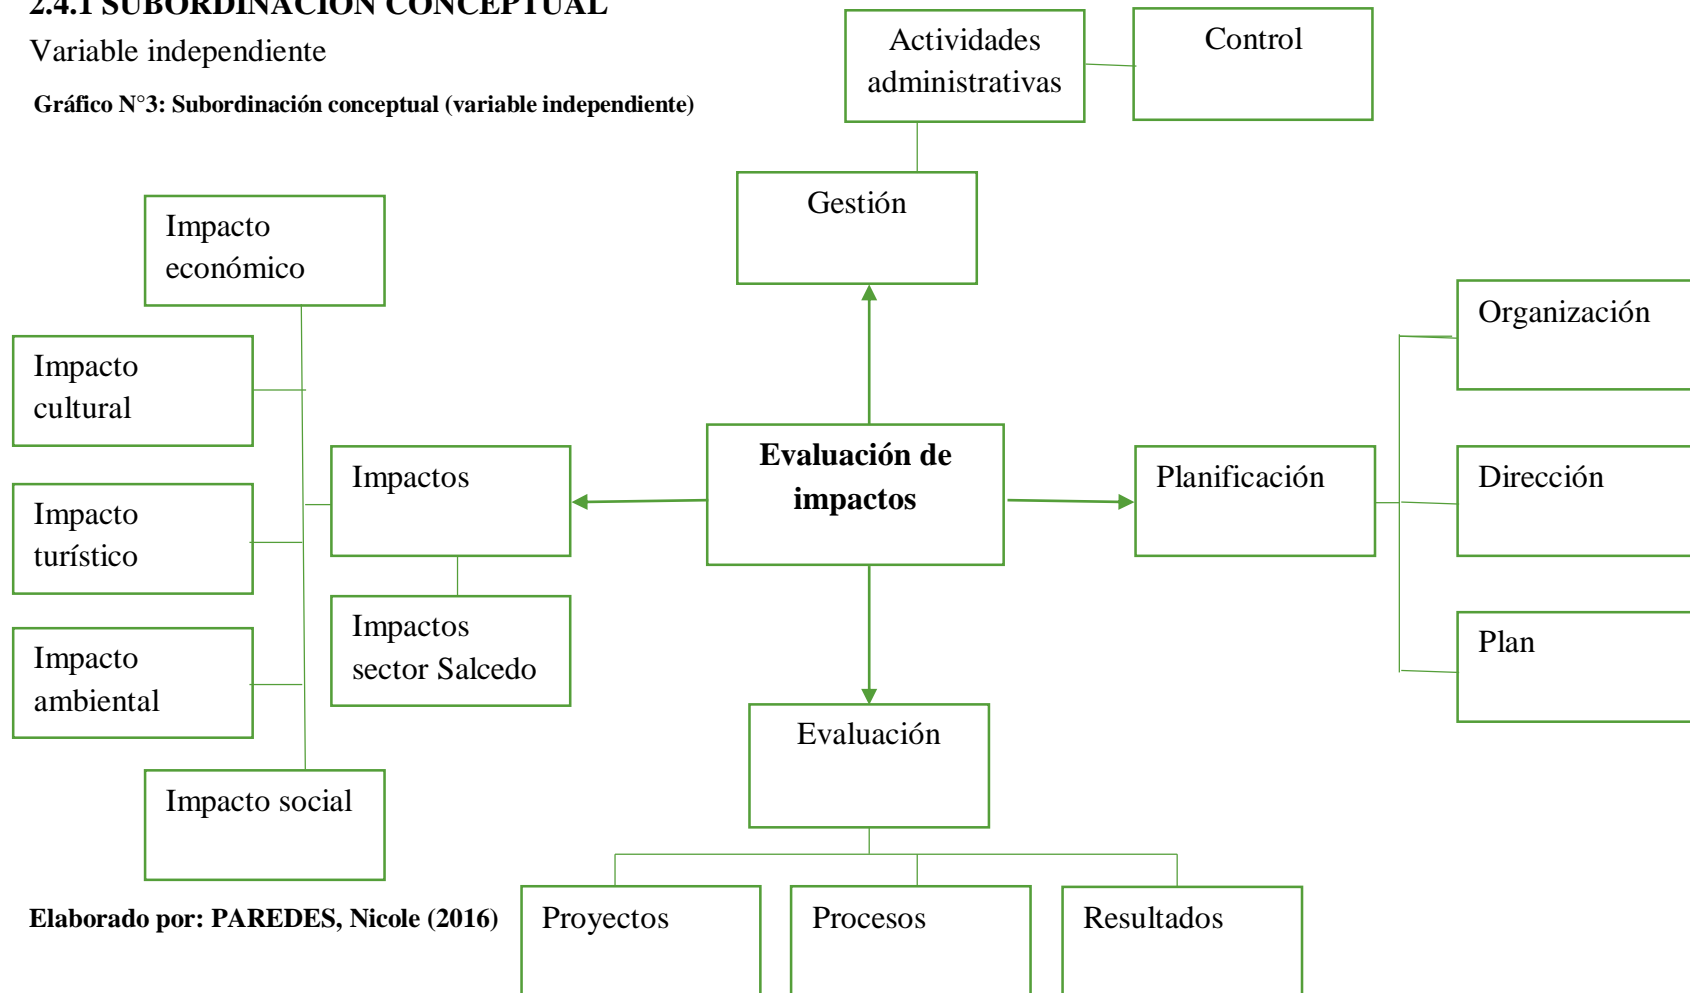 2.4.1 SUBORDINACIÓN CONCEPTUAL
Variable independiente
Gráfico N°3: Subordinación conceptual (variable independiente)
Actividades
administrativas
Control
Gestión
Impacto
económico
Impacto
cultural
Impacto
turístico
Impacto
ambiental
Impacto social
Impactos
Impactos
sector Salcedo
Evaluación de
impactos
Planificación
Organización
Dirección
Plan
Evaluación
Proyectos
Procesos
Resultados
Elaborado por: PAREDES, Nicole (2016)